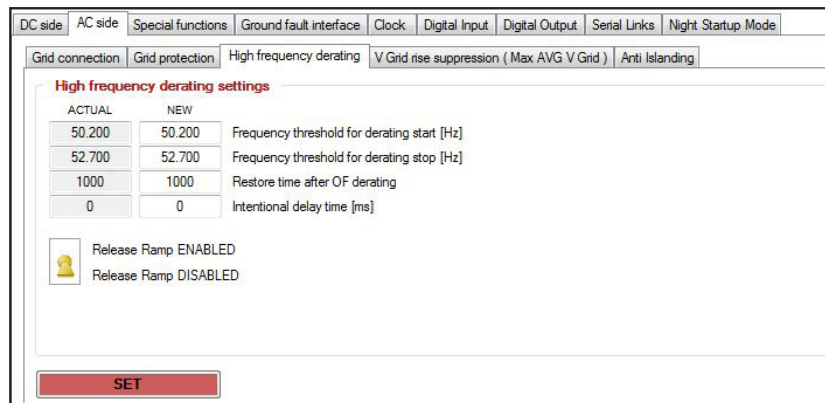 DC side AC side Special functions Ground fault interface Clock Digital Input Digital Output Serial Links Night Startup Mode
Grid connection Grid protection High frequency derating V Grid rise suppression ( Max AVG V Grid ) Anti Islanding
High frequency derating settings
ACTUAL NEW
50.200 50.200 Frequency threshold for derating start [Hz]
52.700 52.700 Frequency threshold for derating stop [Hz]
1000 1000 Restore time after OF derating
0 0 Intentional delay time [ms]
Release Ramp ENABLED
Release Ramp DISABLED
SET